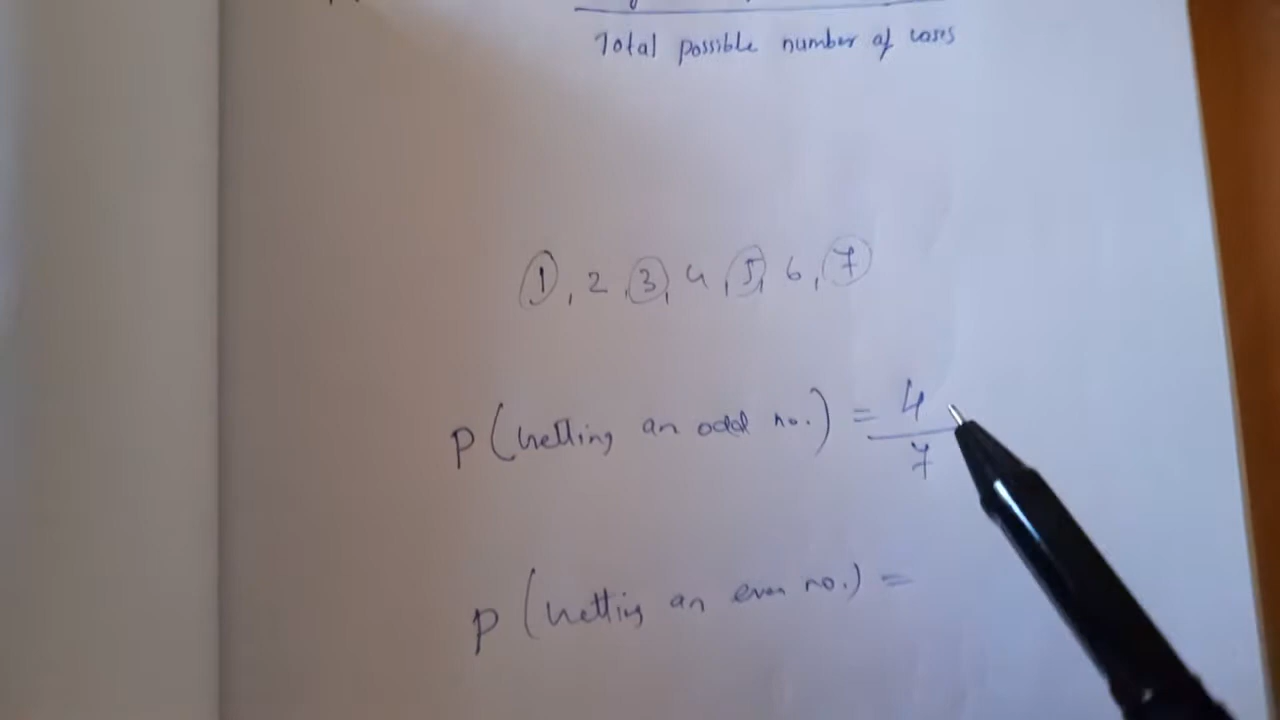 Total possible number of cases
1, 2, 3, 4, 5, 6, 7
P (Getting an odd no.) = 4
7
P (Getting an even no.) =